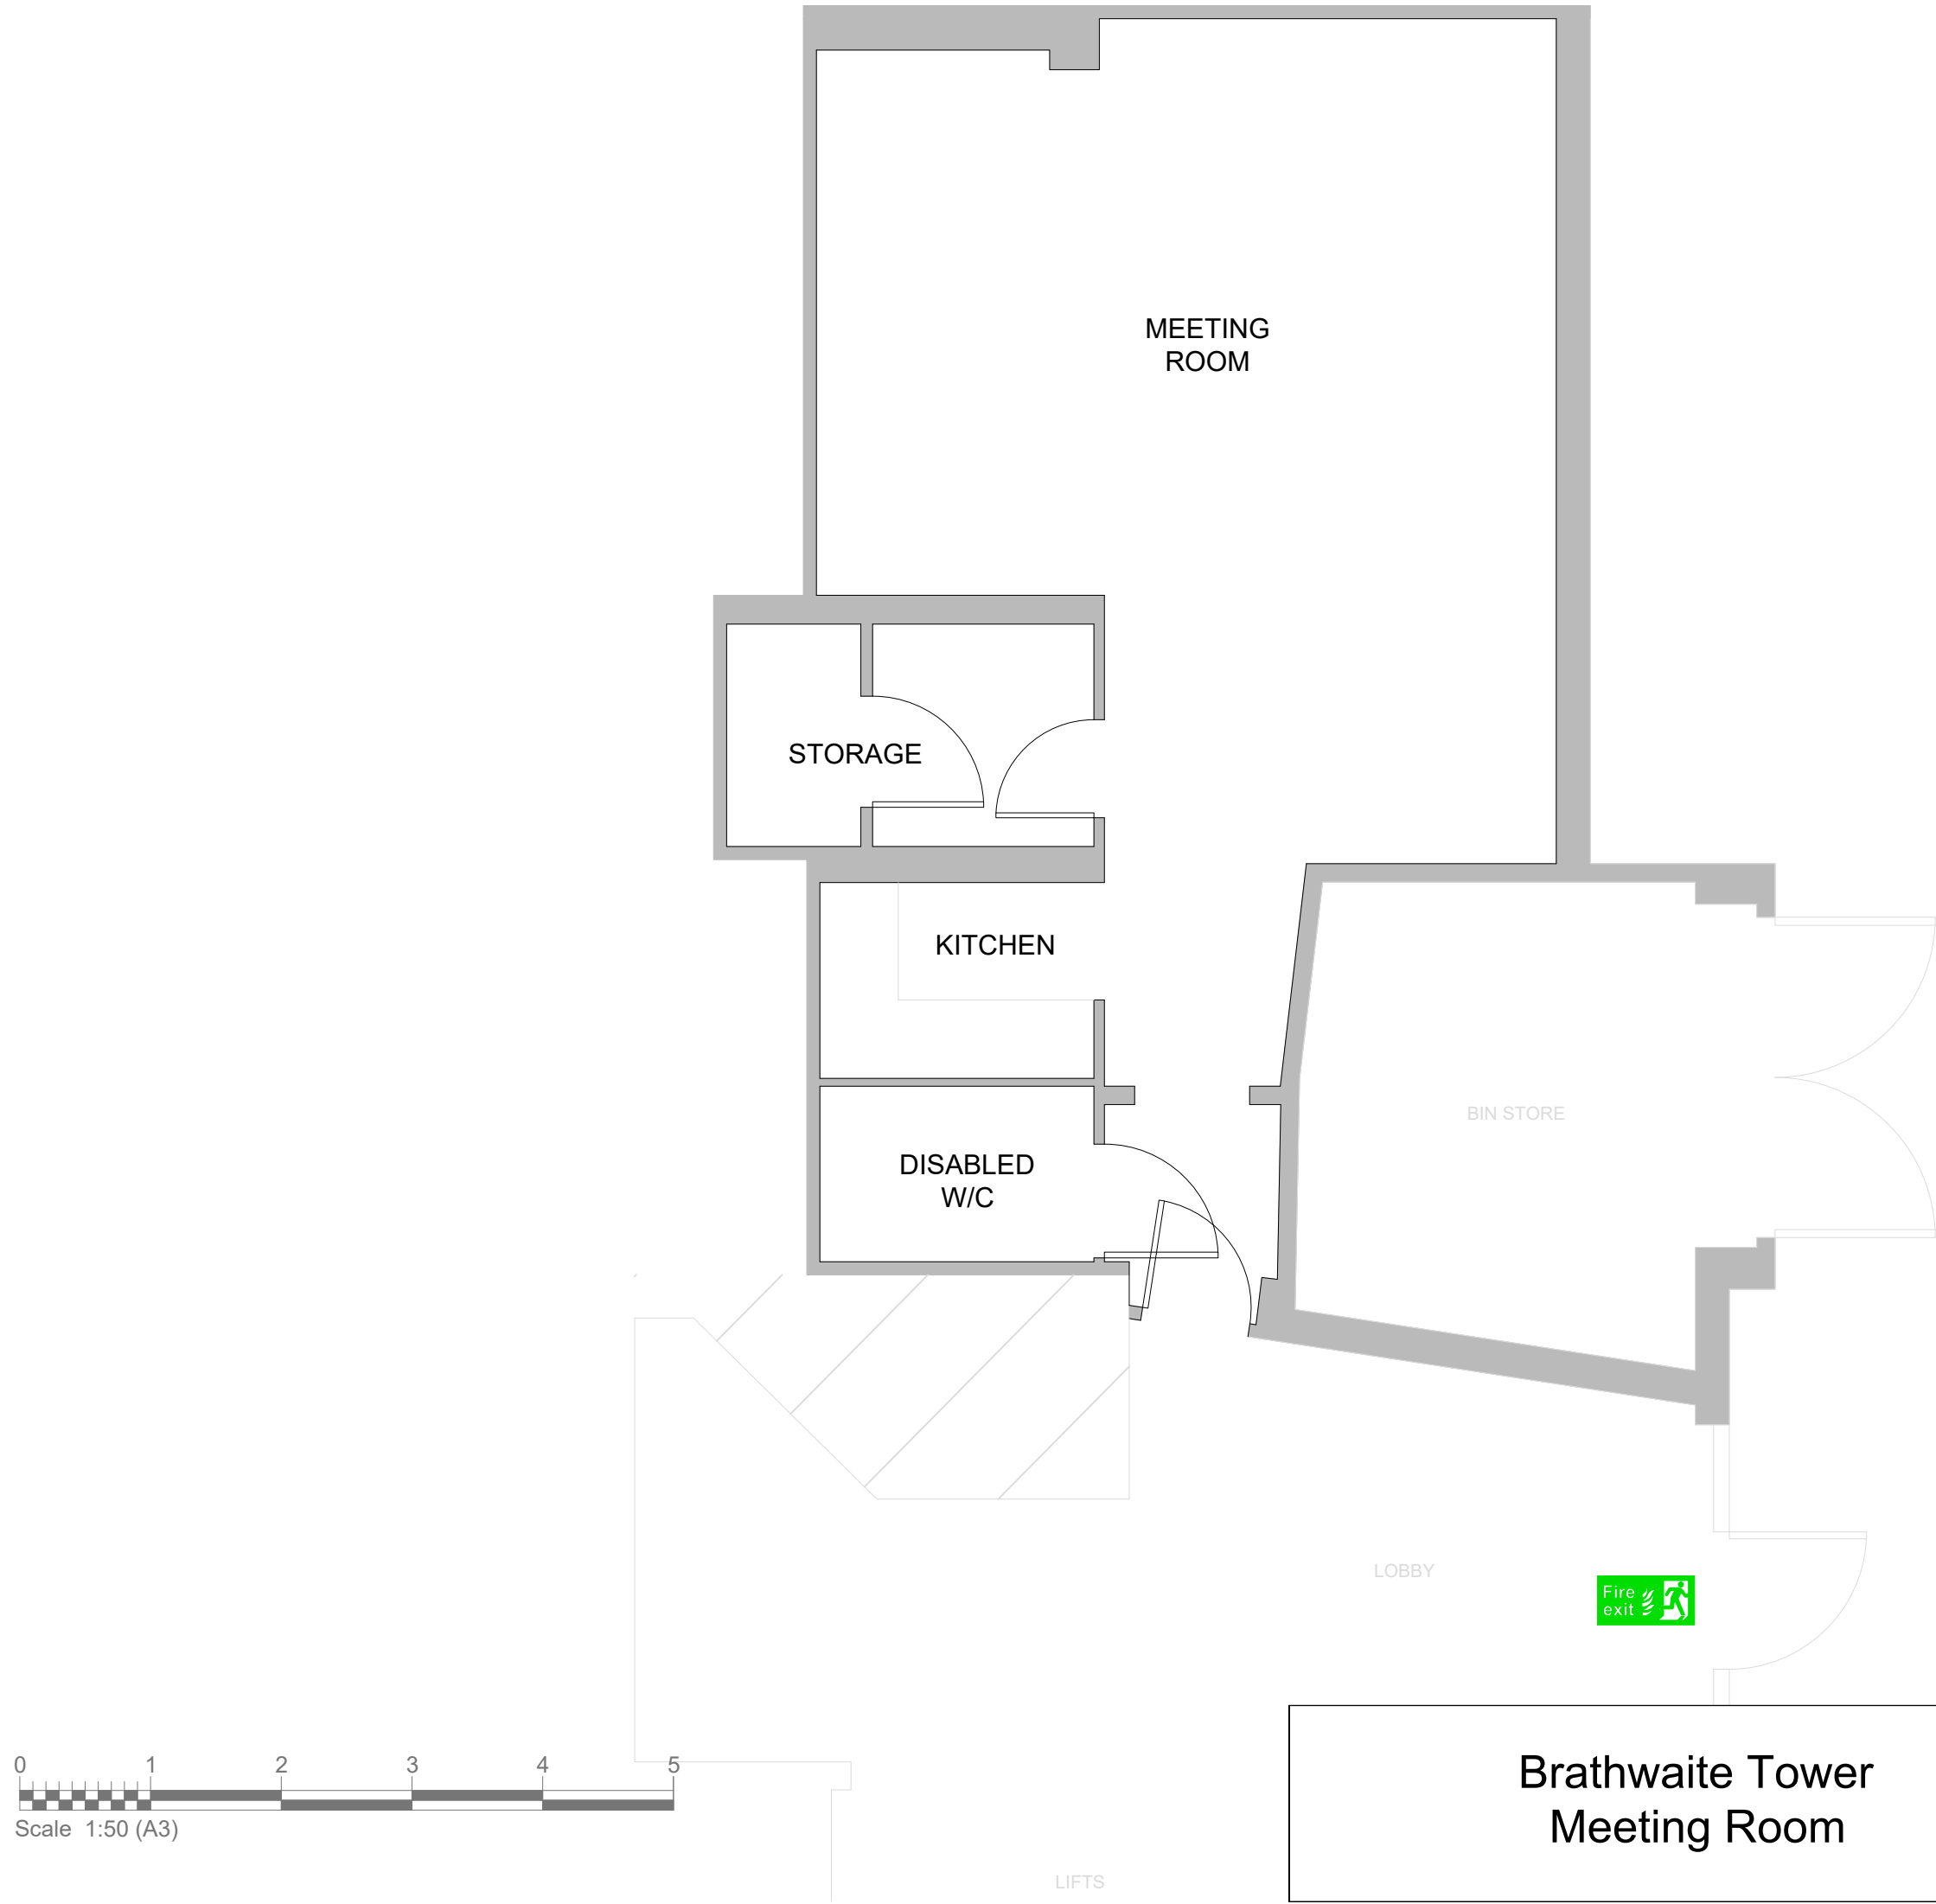 MEETING
ROOM
STORAGE
KITCHEN
BIN STORE
DISABLED
W/C
LOBBY
Fire
exit
0 1 2 3 4 5
Scale 1:50 (A3)
Brathwaite Tower
Meeting Room
LIFTS